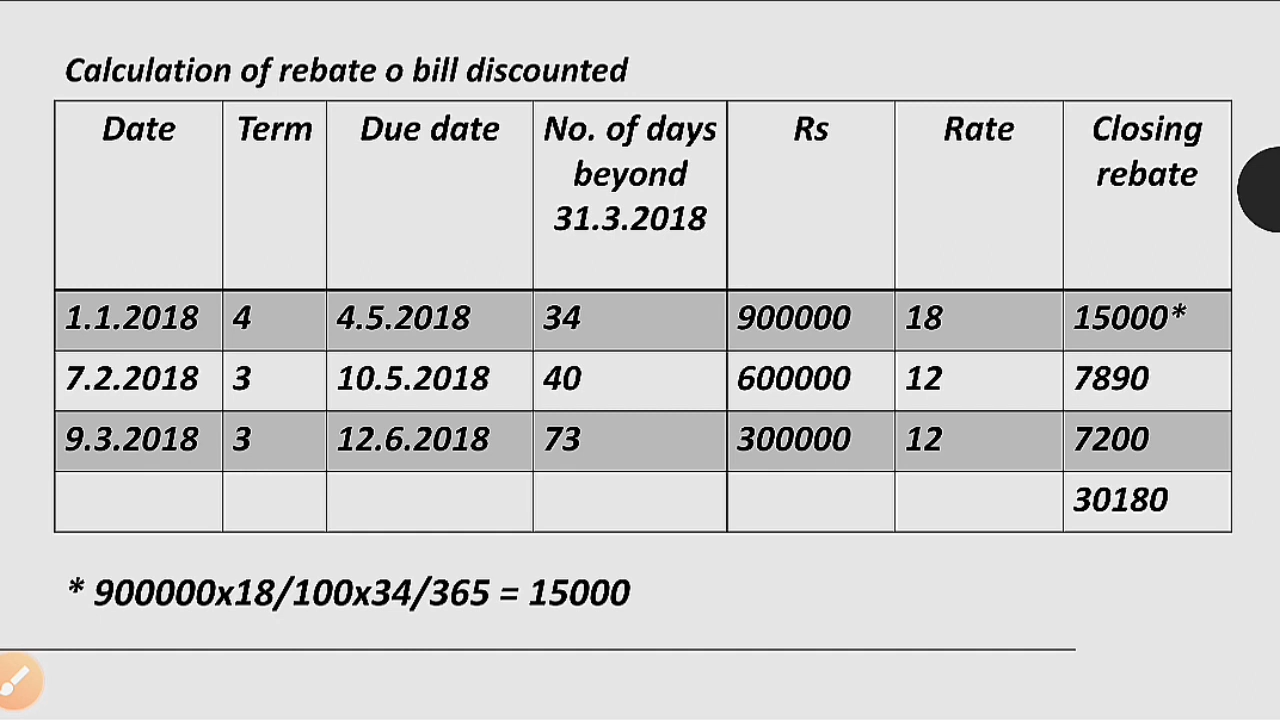 Calculation of rebate o bill discounted
Date Term Due date No. of days beyond 31.3.2018 Rs Rate Closing rebate
1.1.2018 4 4.5.2018 34 900000 18 15000*
7.2.2018 3 10.5.2018 40 600000 12 7890
9.3.2018 3 12.6.2018 73 300000 12 7200
30180
* 900000x18/100x34/365 = 15000